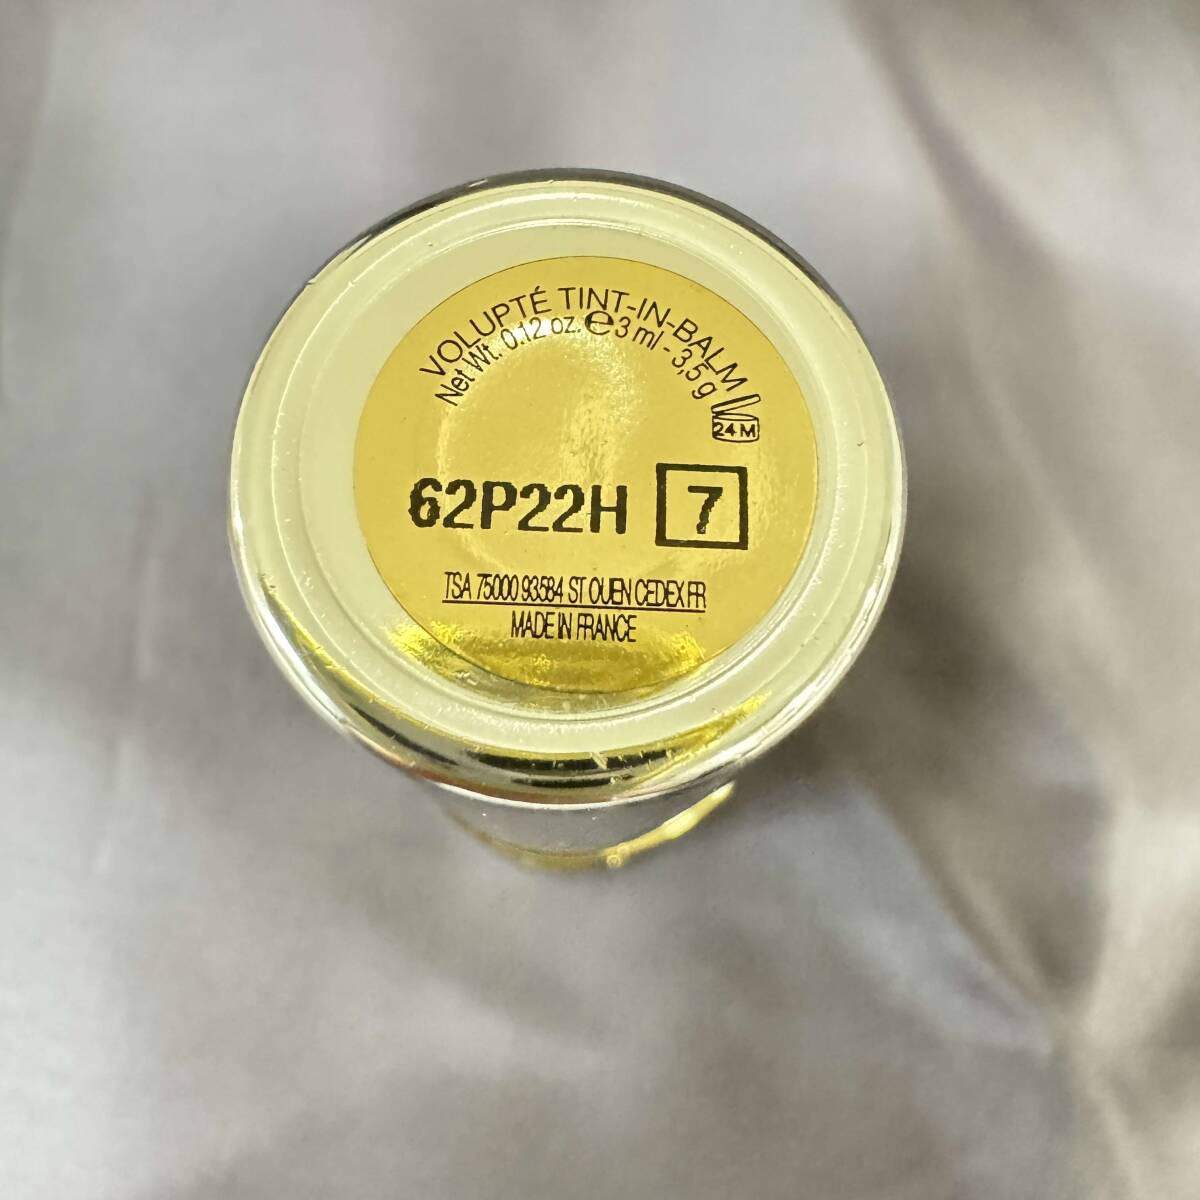 VOLUPTÉ TINT-IN-BALM
Net Wt. 0.12 oz. ℮ 3 ml - 3,5 g
24 M
62P22H 7
TSA 75000 93584 ST OUEN CEDEX FR
MADE IN FRANCE